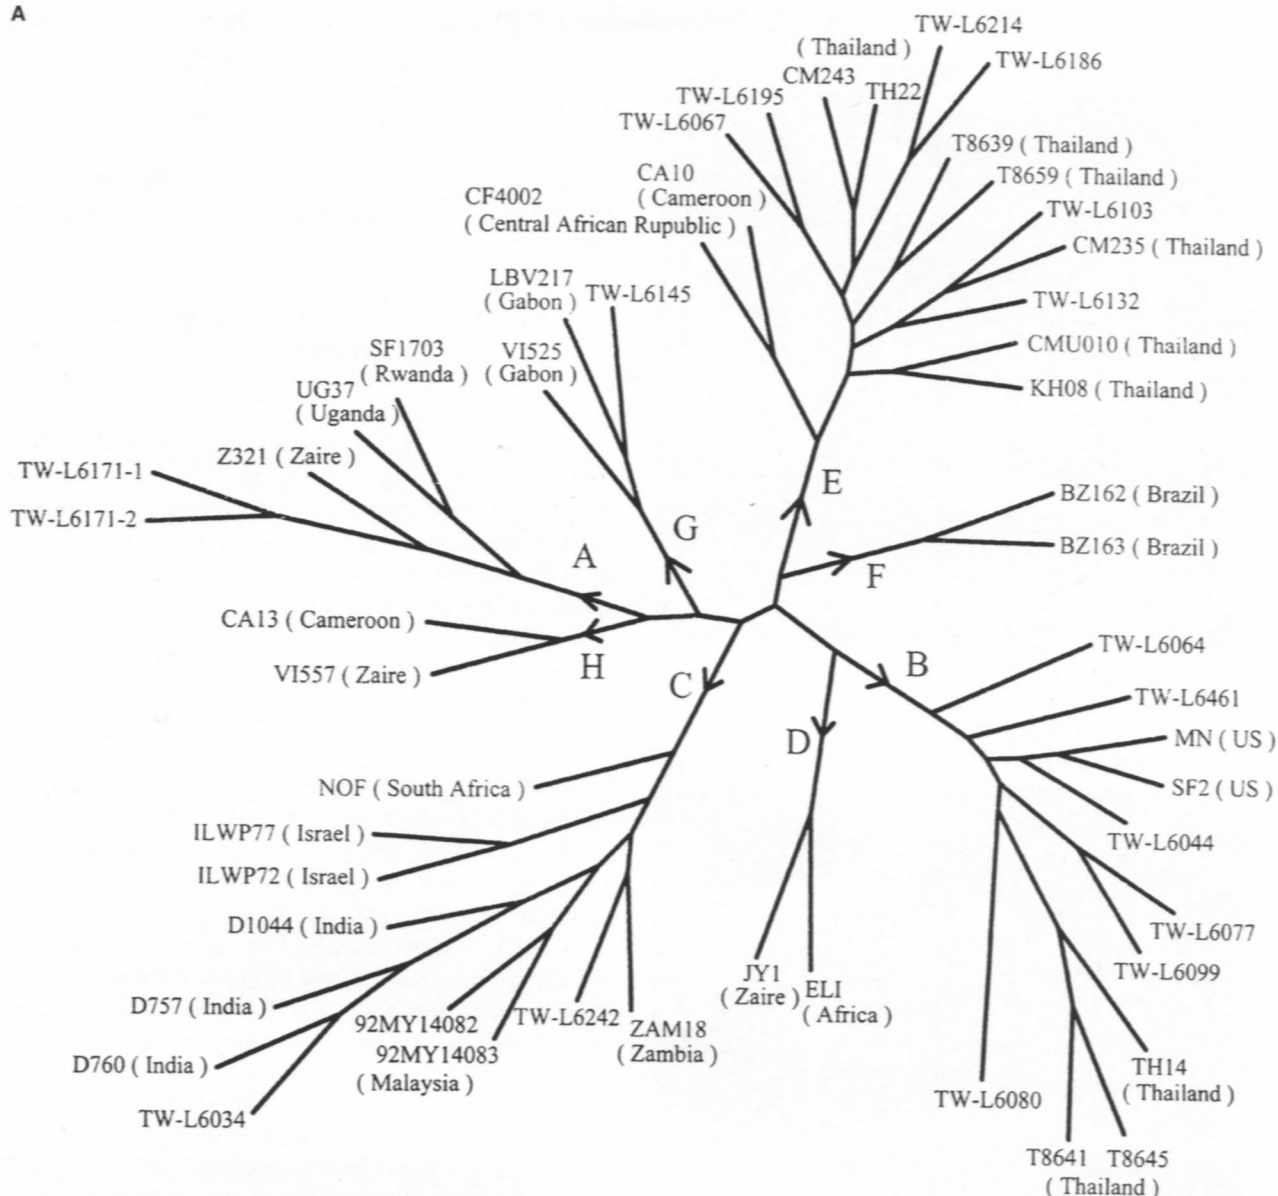 A
TW-L6214
( Thailand )
TW-L6186
CM243
TH22
TW-L6195
TW-L6067
T8639 ( Thailand )
CA10
( Cameroon )
T8659 ( Thailand )
CF4002
( Central African Rupublic )
TW-L6103
CM235 ( Thailand )
LBV217
( Gabon )
TW-L6145
TW-L6132
SF1703
( Rwanda )
VI525
( Gabon )
CMU010 ( Thailand )
UG37
( Uganda )
KH08 ( Thailand )
Z321 ( Zaire )
TW-L6171-1
E
BZ162 ( Brazil )
TW-L6171-2
G
BZ163 ( Brazil )
A
F
CA13 ( Cameroon )
TW-L6064
H
B
VI557 ( Zaire )
C
TW-L6461
D
MN ( US )
NOF ( South Africa )
SF2 ( US )
ILWP77 ( Israel )
TW-L6044
ILWP72 ( Israel )
D1044 ( India )
TW-L6077
JY1
( Zaire )
TW-L6099
ELI
( Africa )
D757 ( India )
92MY14082
TW-L6242
ZAM18
( Zambia )
92MY14083
( Malaysia )
D760 ( India )
TH14
( Thailand )
TW-L6034
TW-L6080
T8641
T8645
( Thailand )